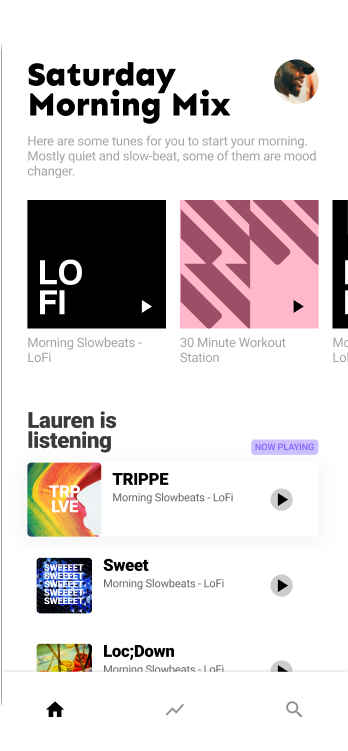 Saturday
Morning Mix
Here are some tunes for you to start your morning.
Mostly quiet and slow-beat, some of them are mood
changer.
LO
FI
Morning Slowbeats -
LoFi
30 Minute Workout
Station
Mo
LoI
Lauren is
listening
NOW PLAYING
TRP
LVE
TRIPPE
Morning Slowbeats - LoFi
SWEEEET
SWEEEET
SWEEEET
SWEEEET
SWEEEET
Sweet
Morning Slowbeats - LoFi
Loc;Down
Morning Slowbeats - LoFi